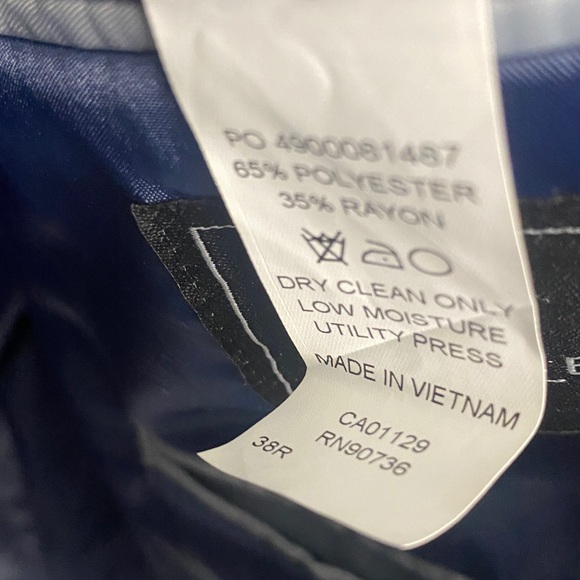 PO 4900081487
65% POLYESTER
35% RAYON
DRY CLEAN ONLY
LOW MOISTURE
UTILITY PRESS
MADE IN VIETNAM
CA01129
RN90736
38R